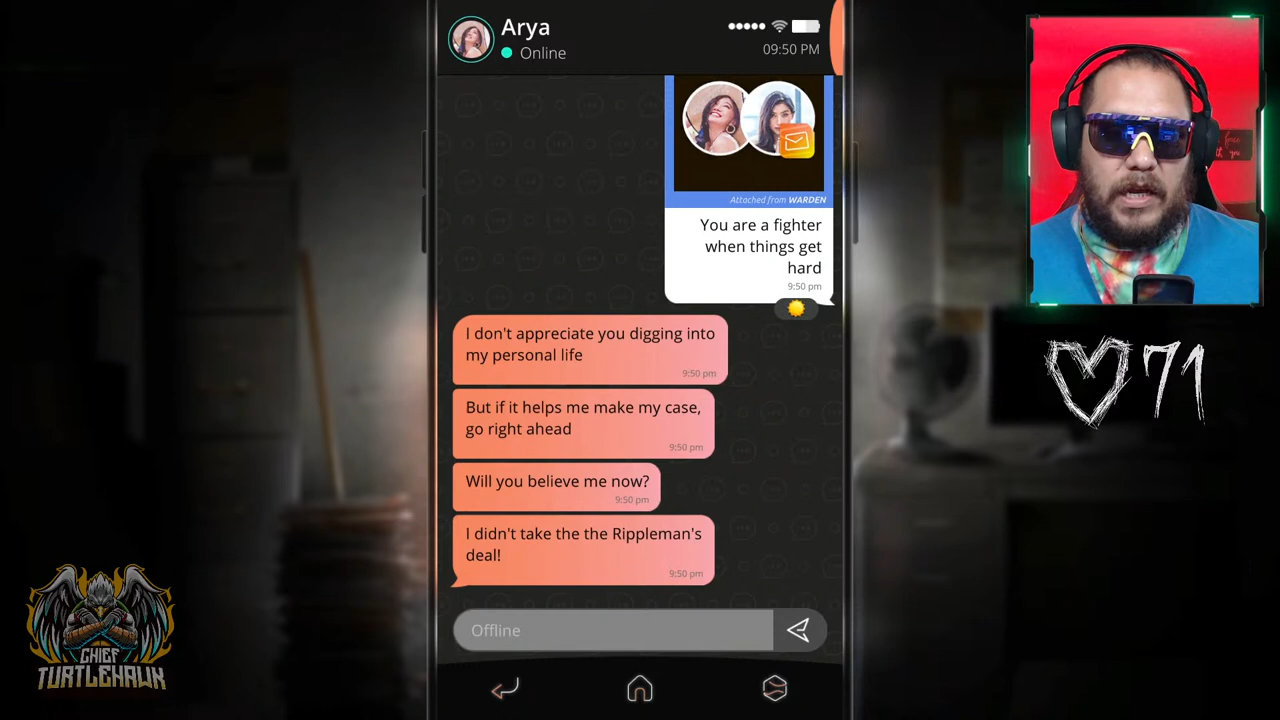 Arya
Online
09:50 PM
Attached from WARDEN
You are a fighter
when things get
hard
9:50 pm
I don't appreciate you digging into
my personal life
9:50 pm
But if it helps me make my case,
go right ahead
9:50 pm
Will you believe me now?
9:50 pm
I didn't take the the Rippleman's
deal!
9:50 pm
Offline
71
CHIEF
TURTLEHAWK